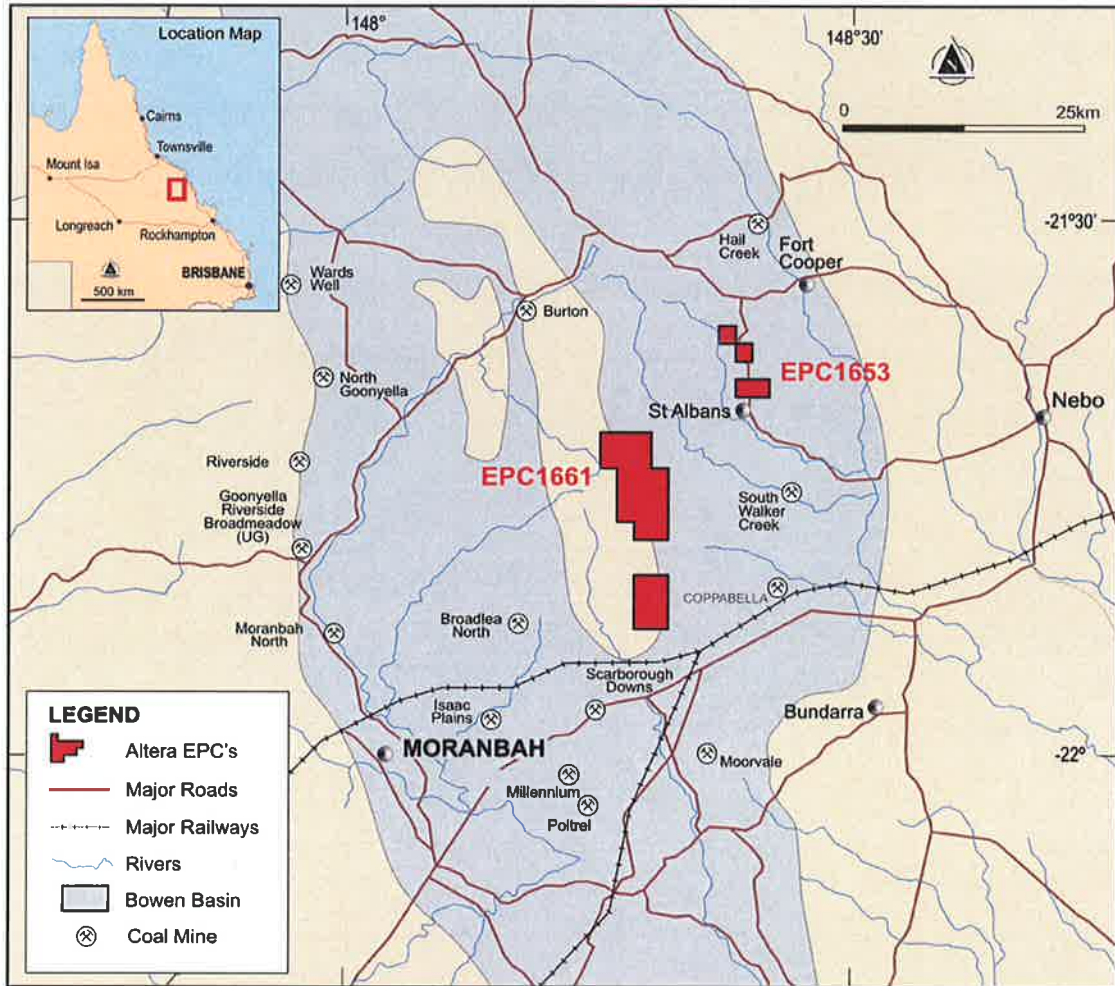 Location Map
Cairns
Townsville
Mount Isa
Longreach
Rockhampton
BRISBANE
500 km
148°
148°30'
N
0
25km
-21°30'
Hail
Creek
Fort
Cooper
Wards
Well
Burton
EPC1653
North
Goonyella
St Albans
Nebo
Riverside
EPC1661
Goonyella
Riverside
Broadmeadow
(UG)
South
Walker
Creek
COPPABELLA
Broadlea
North
Moranbah
North
Scarborough
Downs
Isaac
Plains
Bundarra
MORANBAH
Moorvale
-22°
Millennium
Poitrel
LEGEND
Altera EPC's
Major Roads
Major Railways
Rivers
Bowen Basin
Coal Mine